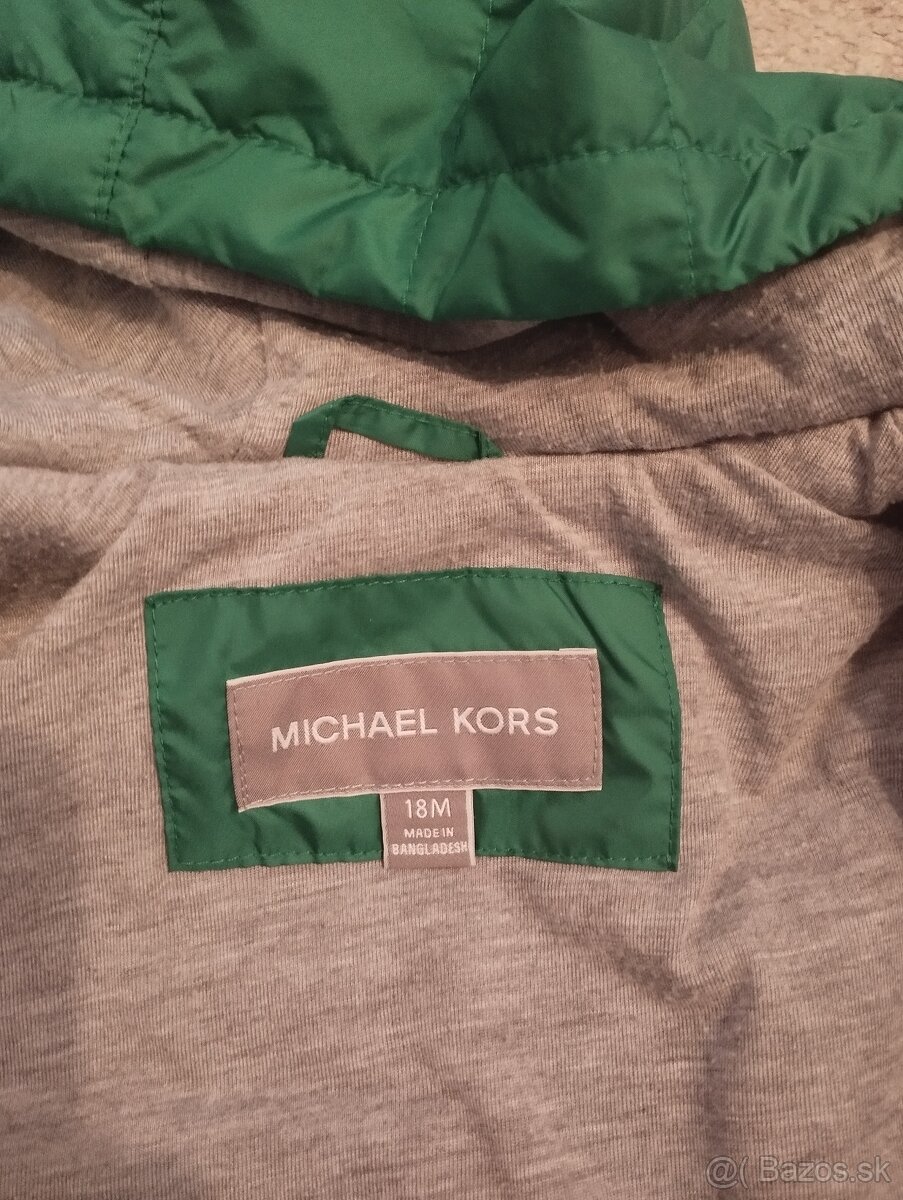 MICHAEL KORS
18M
MADE IN
BANGLADESH
@( Bazos.sk